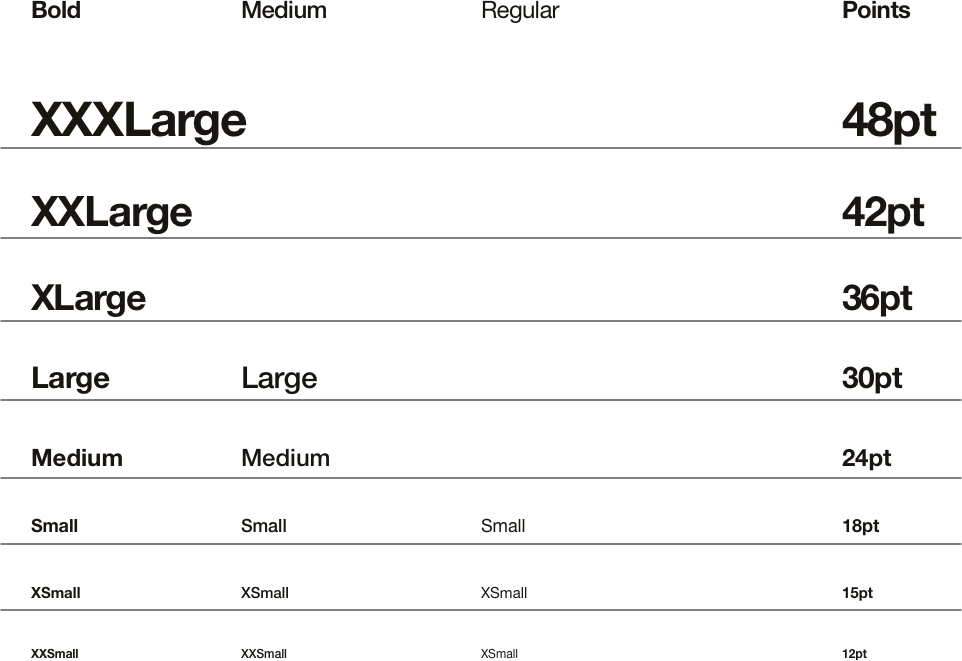 Bold Medium Regular Points
XXXLarge 48pt
XXLarge 42pt
XLarge 36pt
Large Large 30pt
Medium Medium 24pt
Small Small Small 18pt
XSmall XSmall XSmall 15pt
XXSmall XXSmall XSmall 12pt